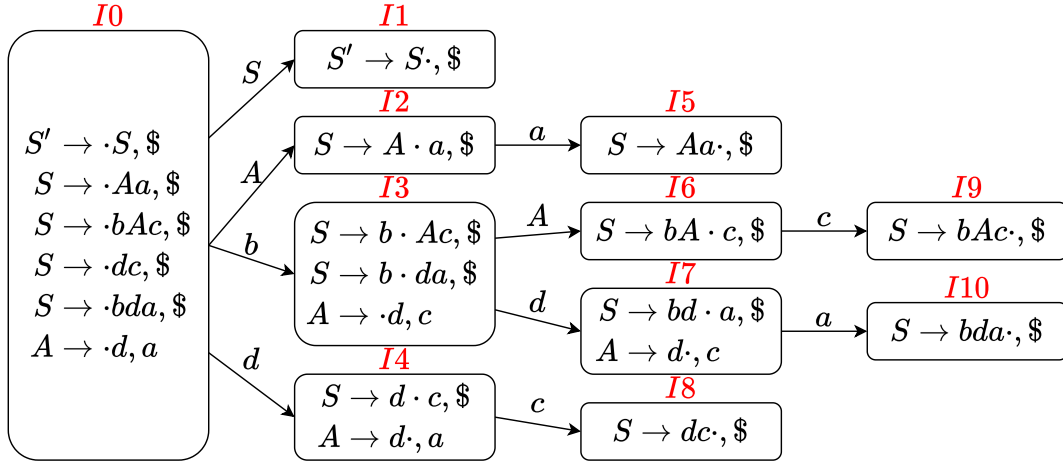 I0
S′ → ·S, $
S → ·Aa, $
S → ·bAc, $
S → ·dc, $
S → ·bda, $
A → ·d, a
S
A
b
d
I1
S′ → S·, $
I2
S → A · a, $
a
I3
S → b · Ac, $
S → b · da, $
A → ·d, c
A
d
I4
S → d · c, $
A → d·, a
c
I5
S → Aa·, $
I6
S → bA · c, $
c
I7
S → bd · a, $
A → d·, c
a
I8
S → dc·, $
I9
S → bAc·, $
I10
S → bda·, $